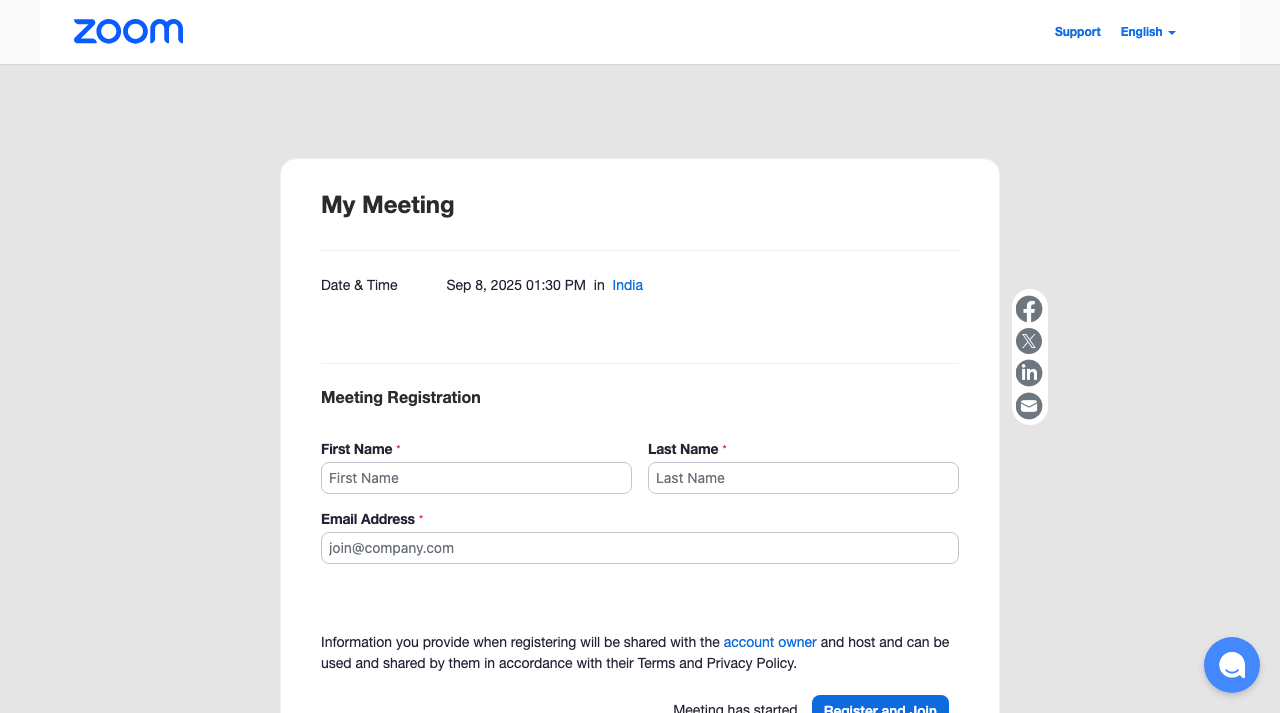 zoom
Support English
My Meeting
Date & Time Sep 8, 2025 01:30 PM in India
Meeting Registration
First Name * Last Name *
First Name Last Name
Email Address *
join@company.com
Information you provide when registering will be shared with the account owner and host and can be
used and shared by them in accordance with their Terms and Privacy Policy.
Meeting has started Register and Join